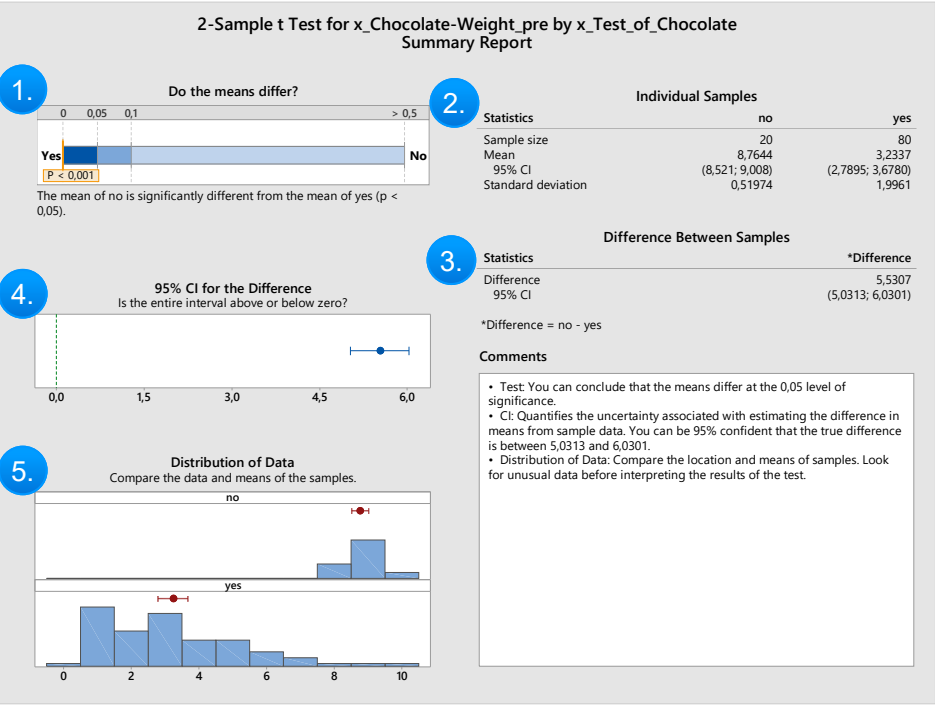 2-Sample t Test for x_Chocolate-Weight_pre by x_Test_of_Chocolate
Summary Report
1.
Do the means differ?
0 0,05 0,1 > 0,5
Yes No
P < 0,001
The mean of no is significantly different from the mean of yes (p <
0,05).
2.
Individual Samples
Statistics no yes
Sample size 20 80
Mean 8,7644 3,2337
95% CI (8,521; 9,008) (2,7895; 3,6780)
Standard deviation 0,51974 1,9961
3.
Difference Between Samples
Statistics *Difference
Difference 5,5307
95% CI (5,0313; 6,0301)
*Difference = no - yes
4.
95% CI for the Difference
Is the entire interval above or below zero?
0,0 1,5 3,0 4,5 6,0
Comments
• Test: You can conclude that the means differ at the 0,05 level of
significance.
• CI: Quantifies the uncertainty associated with estimating the difference in
means from sample data. You can be 95% confident that the true difference
is between 5,0313 and 6,0301.
• Distribution of Data: Compare the location and means of samples. Look
for unusual data before interpreting the results of the test.
5.
Distribution of Data
Compare the data and means of the samples.
no
yes
0 2 4 6 8 10